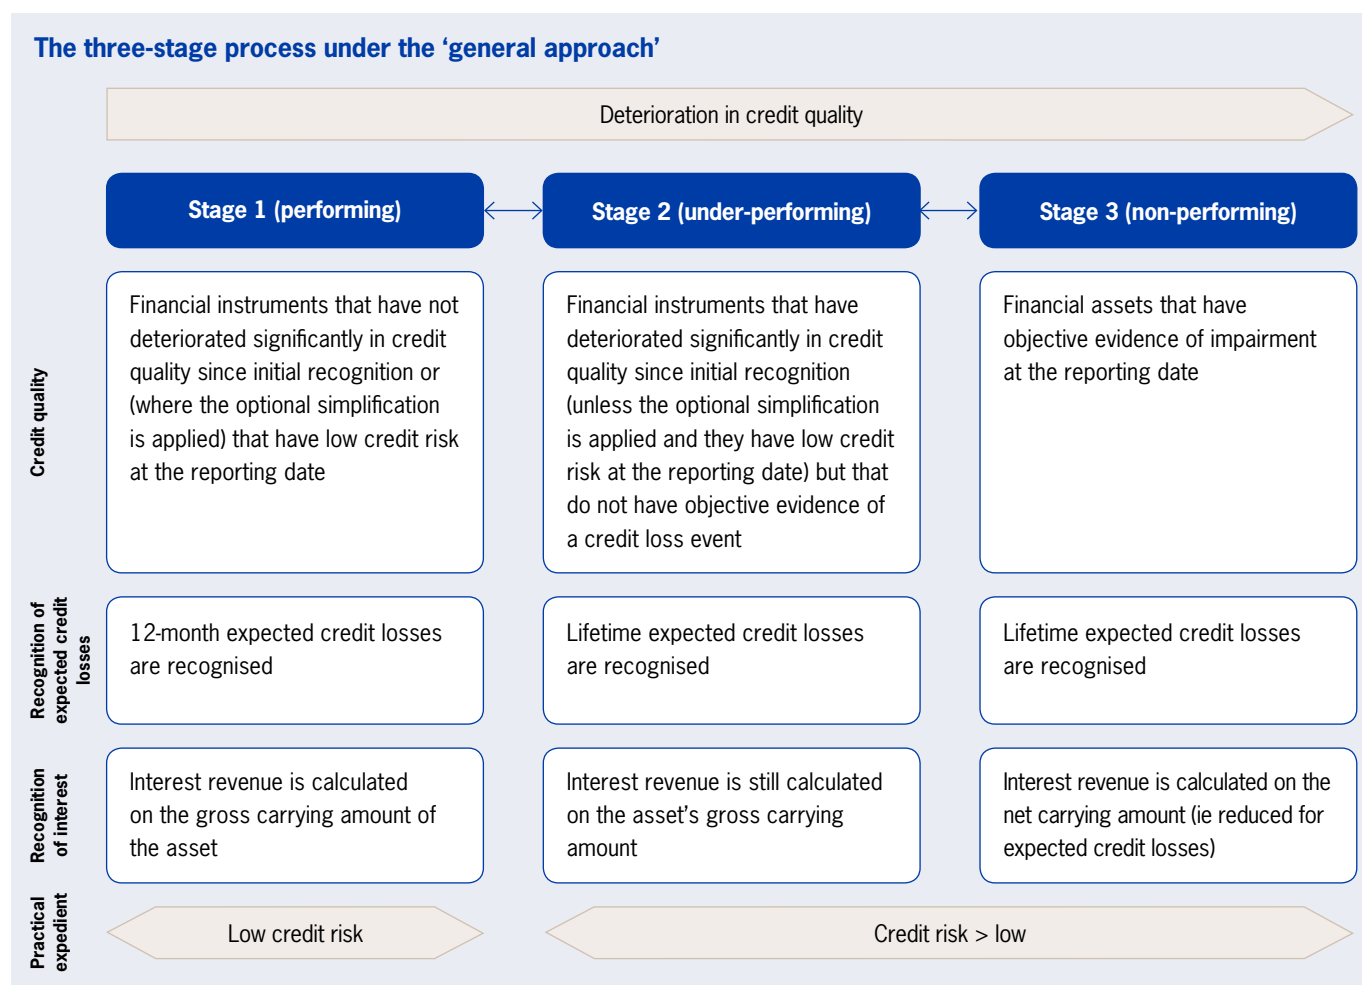 The three-stage process under the ‘general approach’
Deterioration in credit quality
Stage 1 (performing)
Stage 2 (under-performing)
Stage 3 (non-performing)
Credit quality
Financial instruments that have not
deteriorated significantly in credit
quality since initial recognition or
(where the optional simplification
is applied) that have low credit risk
at the reporting date
Financial instruments that have
deteriorated significantly in credit
quality since initial recognition
(unless the optional simplification
is applied and they have low credit
risk at the reporting date) but that
do not have objective evidence of
a credit loss event
Financial assets that have
objective evidence of impairment
at the reporting date
Recognition of
expected credit
losses
12-month expected credit losses
are recognised
Lifetime expected credit losses
are recognised
Lifetime expected credit losses
are recognised
Recognition
of interest
Interest revenue is calculated
on the gross carrying amount of
the asset
Interest revenue is still calculated
on the asset’s gross carrying
amount
Interest revenue is calculated on the
net carrying amount (ie reduced for
expected credit losses)
Practical
expedient
Low credit risk
Credit risk > low